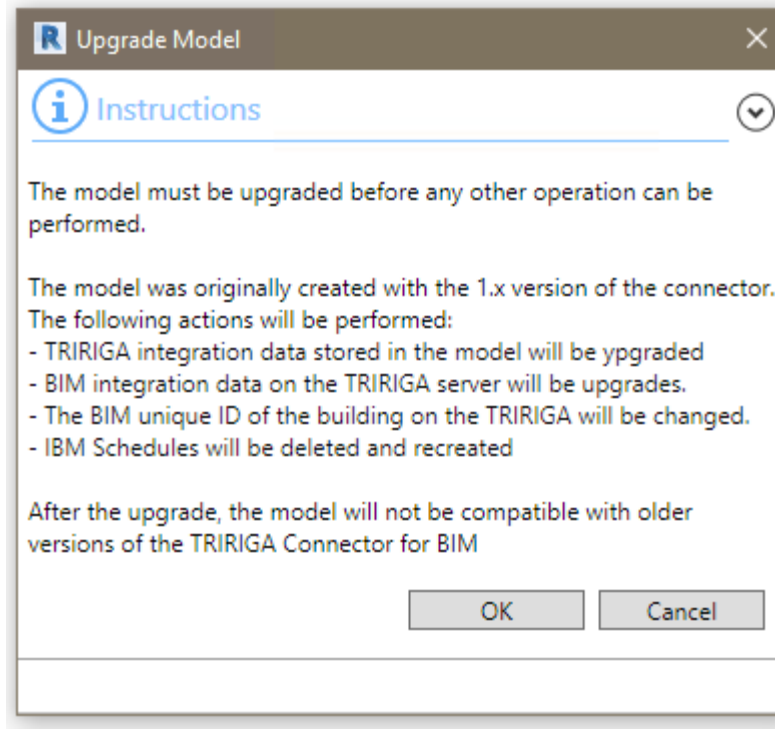 R Upgrade Model
Instructions
The model must be upgraded before any other operation can be
performed.
The model was originally created with the 1.x version of the connector.
The following actions will be performed:
- TRIRIGA integration data stored in the model will be ypgraded
- BIM integration data on the TRIRIGA server will be upgrades.
- The BIM unique ID of the building on the TRIRIGA will be changed.
- IBM Schedules will be deleted and recreated
After the upgrade, the model will not be compatible with older
versions of the TRIRIGA Connector for BIM
OK Cancel